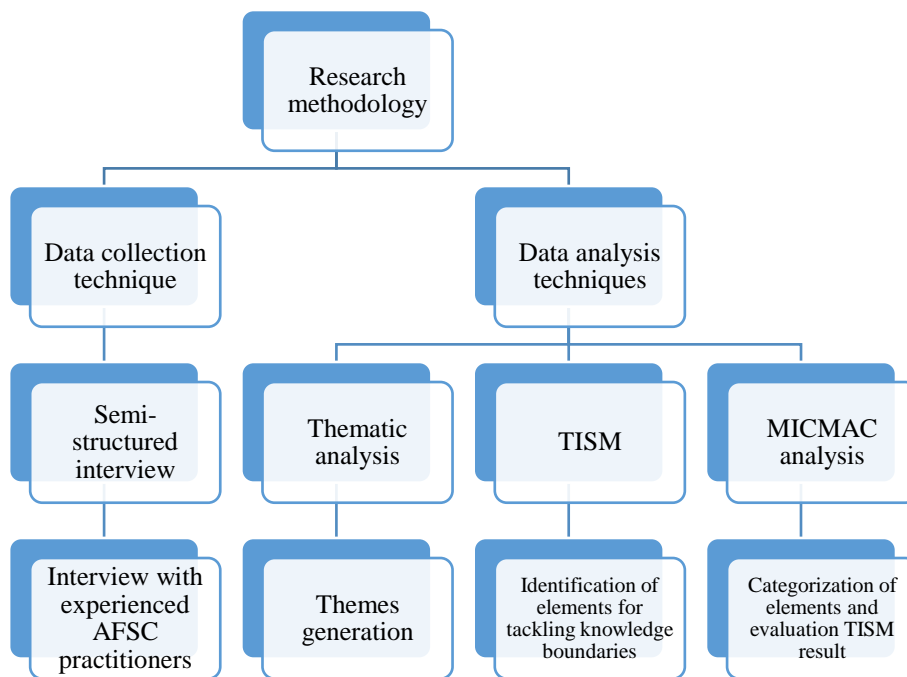 Research
methodology
Data collection
technique
Data analysis
techniques
Semi-
structured
interview
Thematic
analysis
TISM
MICMAC
analysis
Interview with
experienced
AFSC
practitioners
Themes
generation
Identification of
elements for
tackling knowledge
boundaries
Categorization of
elements and
evaluation TISM
result